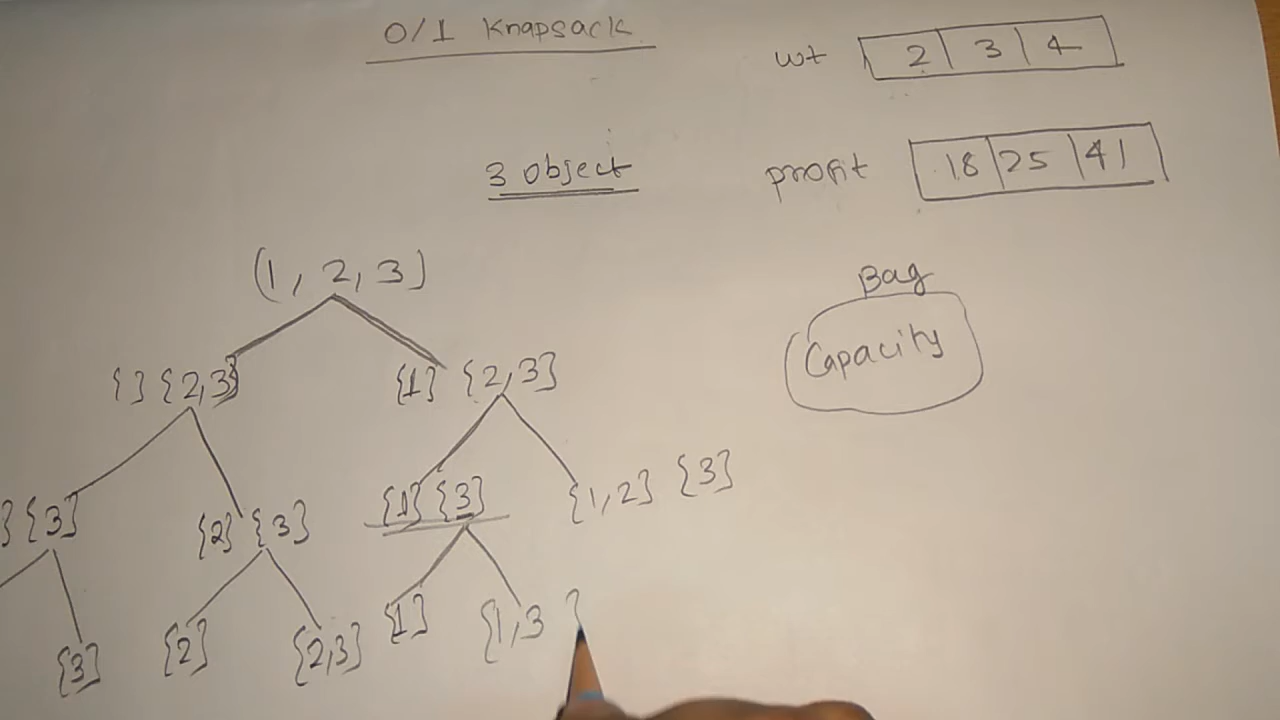 0/1 Knapsack
wt 2 3 4
3 object
profit 18 25 41
(1, 2, 3]
Bag
Capacity
{ } {2,3}
{1] {2,3]
] {3]
{2] {3]
{1] {3]
{1,2] {3]
{3]
{2]
{2,3]
{1]
{1,3 }